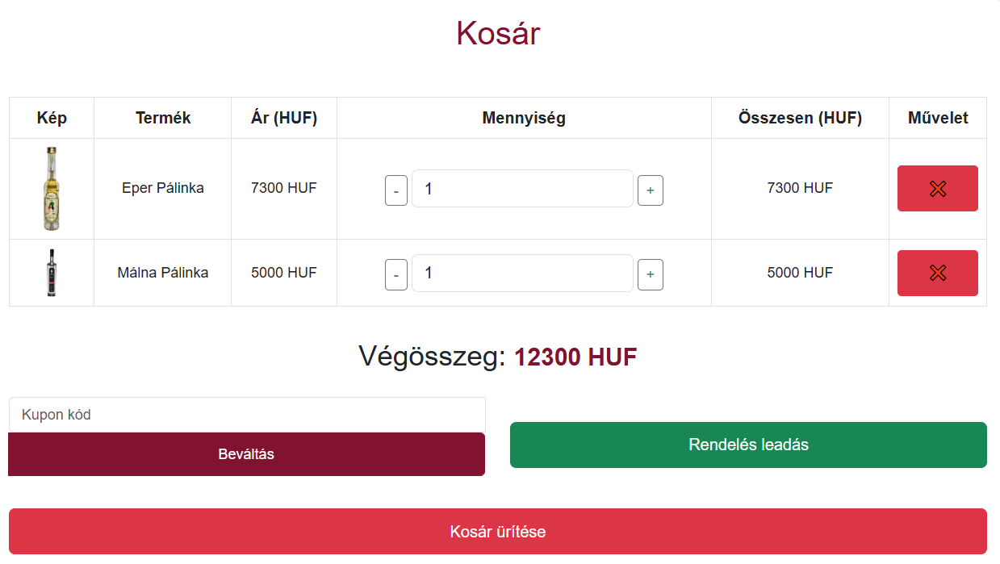 Kosár
Kép Termék Ár (HUF) Mennyiség Összesen (HUF) Művelet
Eper Pálinka 7300 HUF - 1 + 7300 HUF
Málna Pálinka 5000 HUF - 1 + 5000 HUF
Végösszeg: 12300 HUF
Kupon kód
Beváltás
Rendelés leadás
Kosár ürítése